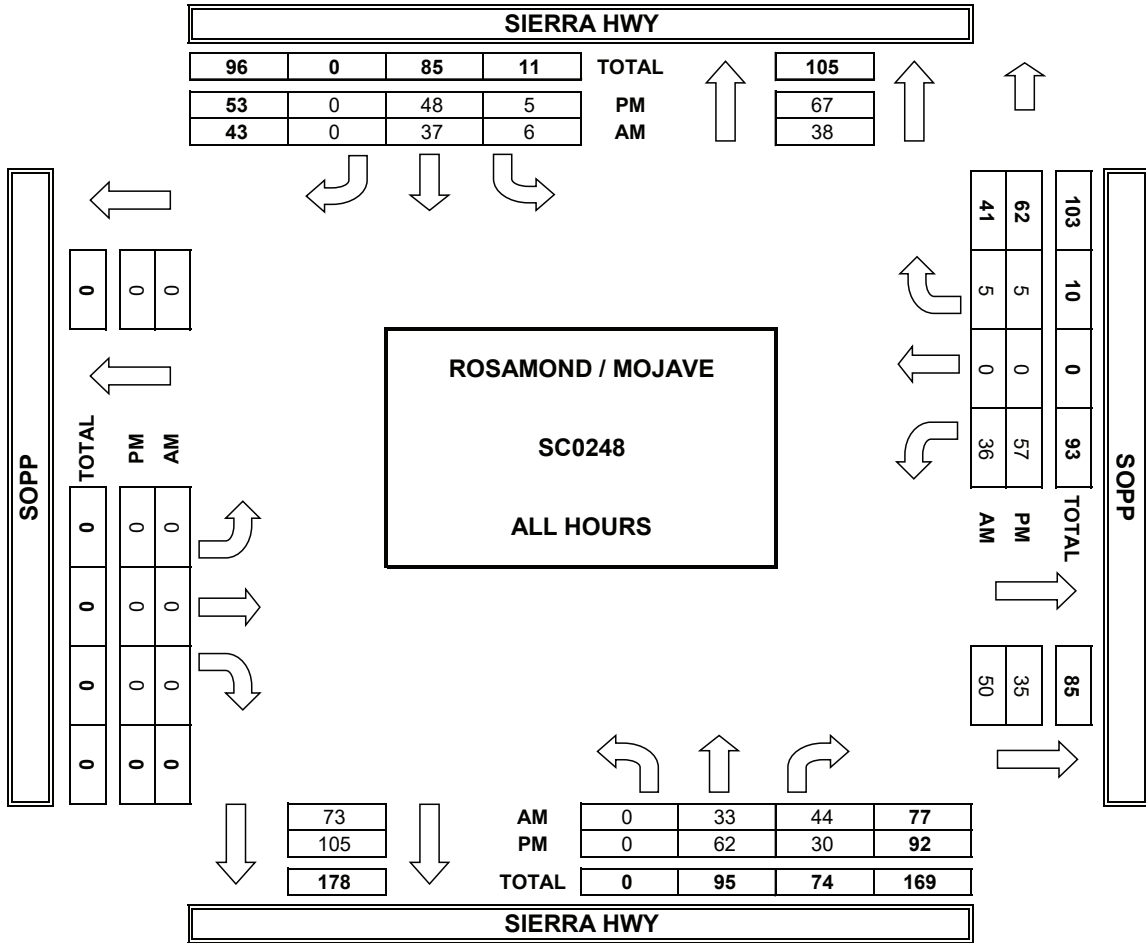 SIERRA HWY
96 0 85 11 TOTAL 105
53 0 48 5 PM 67
43 0 37 6 AM 38
SOPP
0 0 0
TOTAL PM AM
0 0 0
0 0 0
0 0 0
0 0 0
ROSAMOND / MOJAVE
SC0248
ALL HOURS
41 62 103
5 5 10
0 0 0
36 57 93
AM PM TOTAL
50 35 85
SOPP
73 AM 0 33 44 77
105 PM 0 62 30 92
178 TOTAL 0 95 74 169
SIERRA HWY